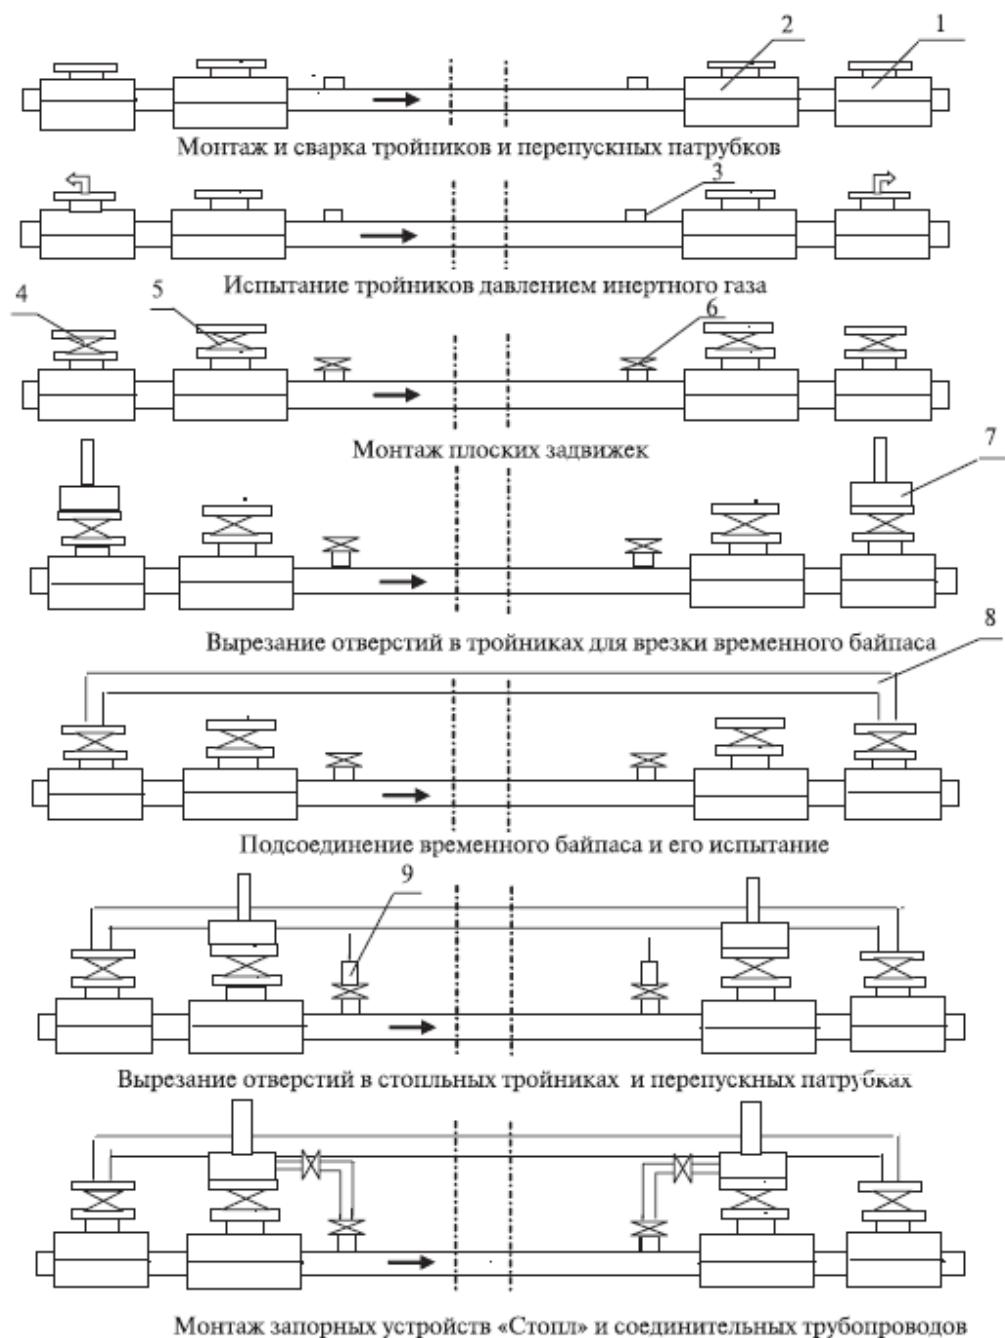 2 1
Монтаж и сварка тройников и перепускных патрубков
3
Испытание тройников давлением инертного газа
4 5 6
Монтаж плоских задвижек
7
Вырезание отверстий в тройниках для врезки временного байпаса
8
Подсоединение временного байпаса и его испытание
9
Вырезание отверстий в стопльных тройниках и перепускных патрубках
Монтаж запорных устройств «Стопл» и соединительных трубопроводов